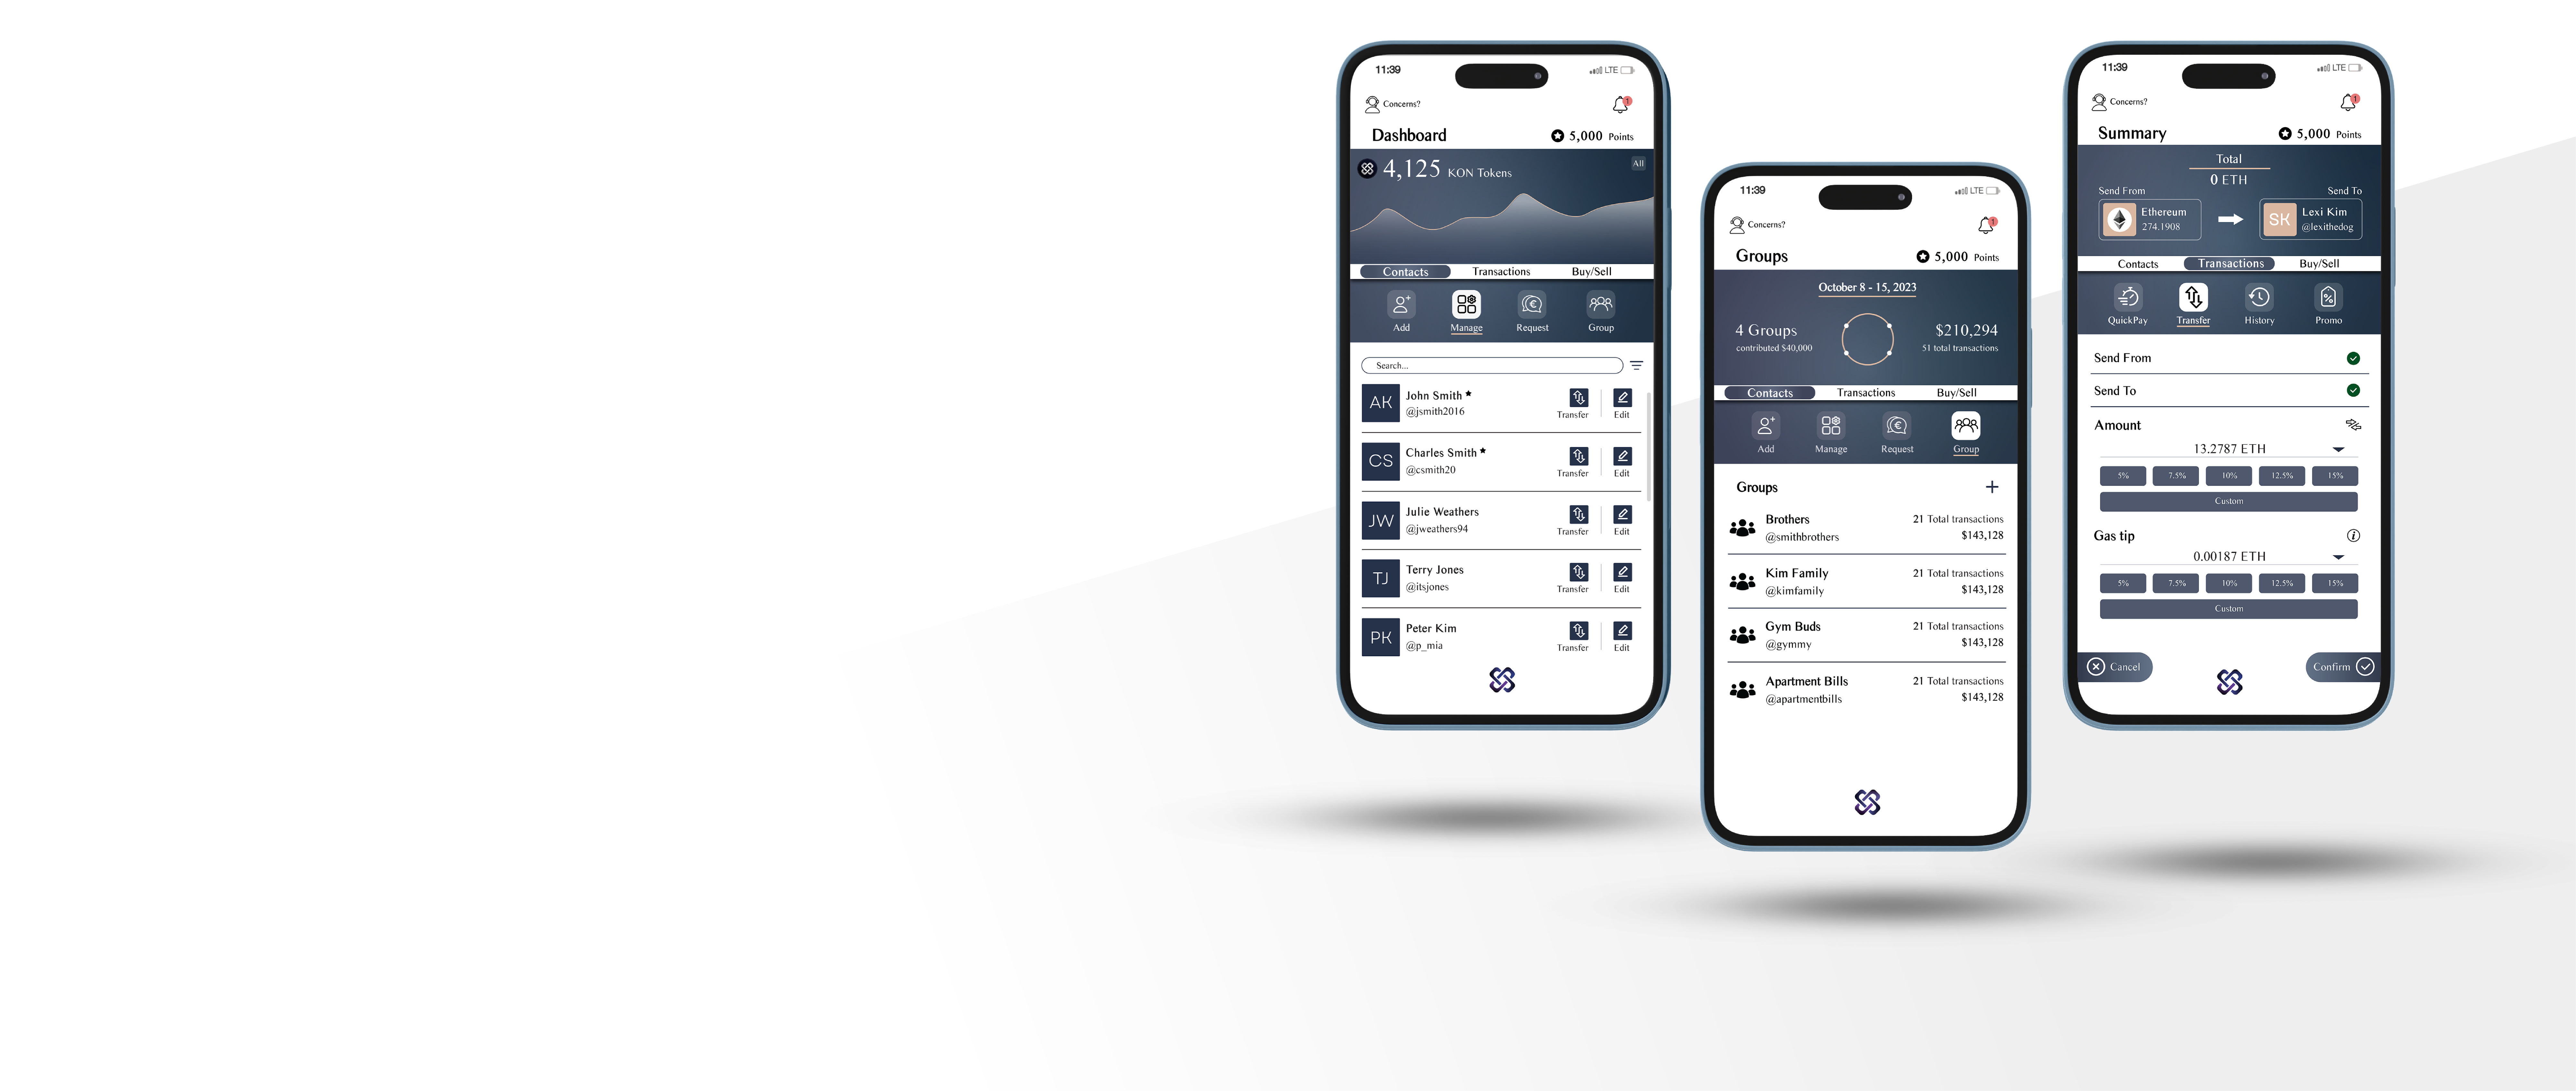 11:39
LTE
Concerns?
1
Dashboard
5,000 Points
4,125 KON Tokens
All
Contacts Transactions Buy/Sell
Add Manage Request Group
Search...
AK John Smith
@jsmith2016
Transfer Edit
CS Charles Smith
@csmith20
Transfer Edit
JW Julie Weathers
@jweathers94
Transfer Edit
TJ Terry Jones
@itsjones
Transfer Edit
PK Peter Kim
@p_mia
Transfer Edit
11:39
LTE
Concerns?
1
Groups
5,000 Points
October 8 - 15, 2023
4 Groups $210,294
contributed $40,000 51 total transactions
Contacts Transactions Buy/Sell
Add Manage Request Group
Groups
Brothers 21 Total transactions
@smithbrothers $143,128
Kim Family 21 Total transactions
@kimfamily $143,128
Gym Buds 21 Total transactions
@gymmy $143,128
Apartment Bills 21 Total transactions
@apartmentbills $143,128
11:39
LTE
Concerns?
1
Summary
5,000 Points
Total
0 ETH
Send From Send To
Ethereum SK Lexi Kim
274.1908 @lexithedog
Contacts Transactions Buy/Sell
QuickPay Transfer History Promo
Send From
Send To
Amount
13.2787 ETH
5% 7.5% 10% 12.5% 15%
Custom
Gas tip
0.00187 ETH
5% 7.5% 10% 12.5% 15%
Custom
Cancel Confirm